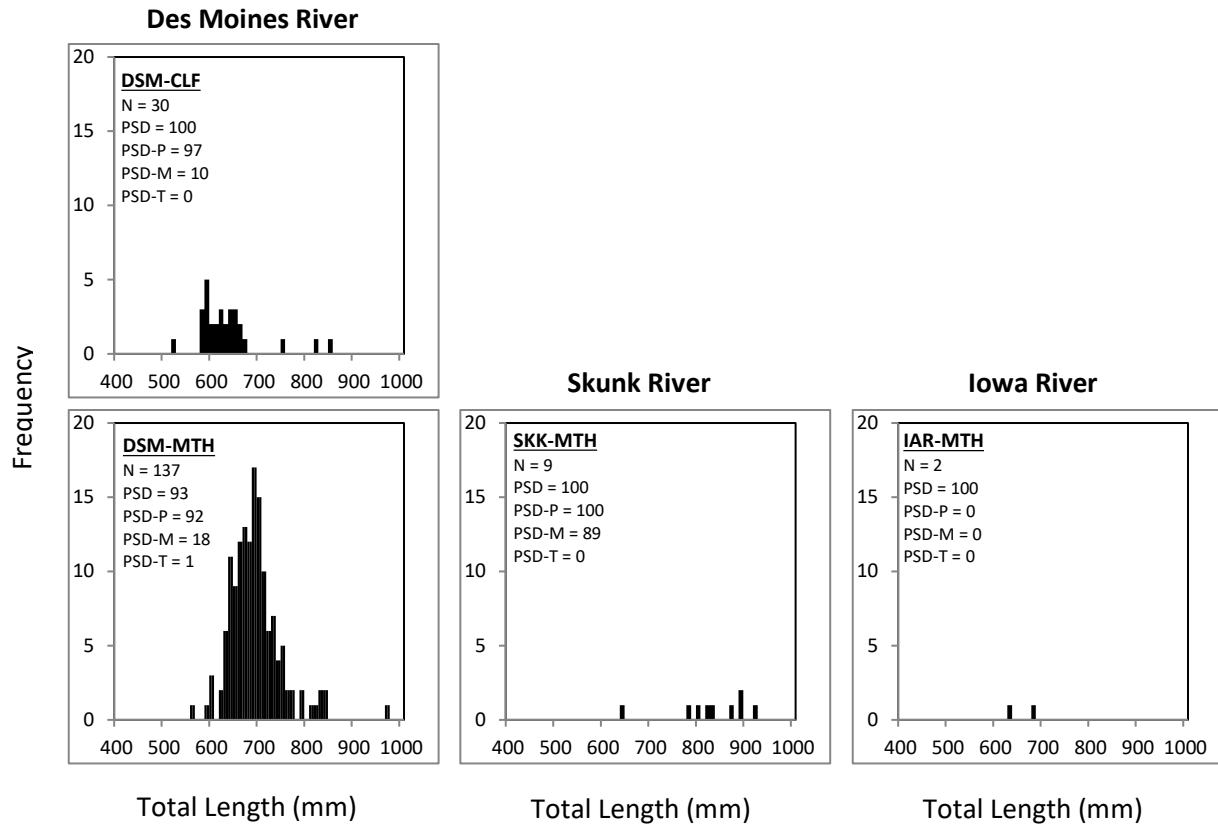 Des Moines River
20
15
10
5
0
DSM-CLF
N = 30
PSD = 100
PSD-P = 97
PSD-M = 10
PSD-T = 0
400 500 600 700 800 900 1000
Frequency
20
15
10
5
0
DSM-MTH
N = 137
PSD = 93
PSD-P = 92
PSD-M = 18
PSD-T = 1
400 500 600 700 800 900 1000
Total Length (mm)
Skunk River
20
15
10
5
0
SKK-MTH
N = 9
PSD = 100
PSD-P = 100
PSD-M = 89
PSD-T = 0
400 500 600 700 800 900 1000
Total Length (mm)
Iowa River
20
15
10
5
0
IAR-MTH
N = 2
PSD = 100
PSD-P = 0
PSD-M = 0
PSD-T = 0
400 500 600 700 800 900 1000
Total Length (mm)